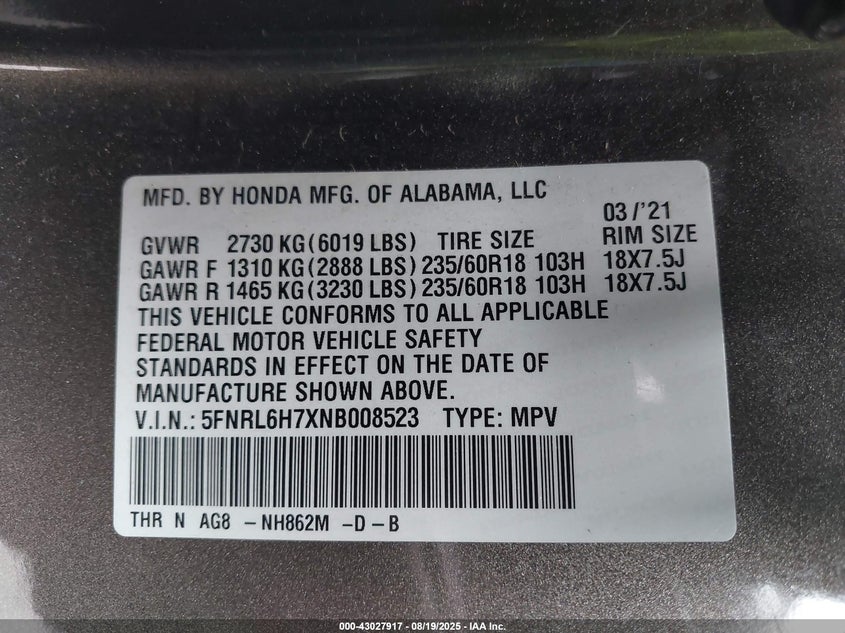 MFD. BY HONDA MFG. OF ALABAMA, LLC
03/'21
GVWR 2730 KG(6019 LBS) TIRE SIZE RIM SIZE
GAWR F 1310 KG(2888 LBS) 235/60R18 103H 18X7.5J
GAWR R 1465 KG(3230 LBS) 235/60R18 103H 18X7.5J
THIS VEHICLE CONFORMS TO ALL APPLICABLE
FEDERAL MOTOR VEHICLE SAFETY
STANDARDS IN EFFECT ON THE DATE OF
MANUFACTURE SHOWN ABOVE.
V.I.N.: 5FNRL6H7XNB008523 TYPE: MPV
THR N AG8 -NH862M -D-B
000-43027917 - 08/19/2025 - IAA Inc.